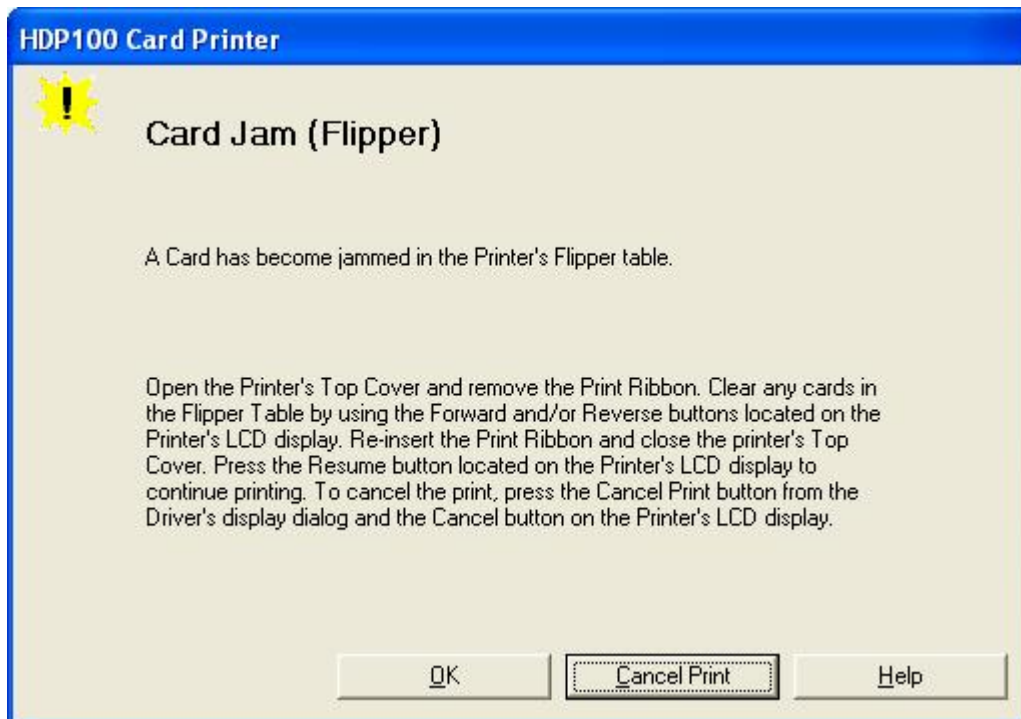 HDP100 Card Printer
!
Card Jam (Flipper)
A Card has become jammed in the Printer's Flipper table.
Open the Printer's Top Cover and remove the Print Ribbon. Clear any cards in
the Flipper Table by using the Forward and/or Reverse buttons located on the
Printer's LCD display. Re-insert the Print Ribbon and close the printer's Top
Cover. Press the Resume button located on the Printer's LCD display to
continue printing. To cancel the print, press the Cancel Print button from the
Driver's display dialog and the Cancel button on the Printer's LCD display.
OK
Cancel Print
Help